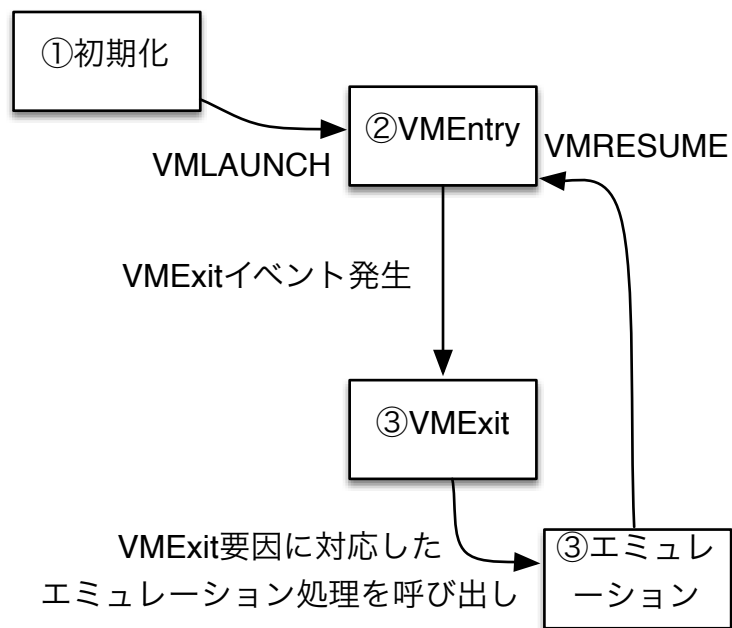 ①初期化
②VMEntry
VMLAUNCH
VMRESUME
VMExitイベント発生
③VMExit
VMExit要因に対応した
エミュレーション処理を呼び出し
③エミュレ
ーション